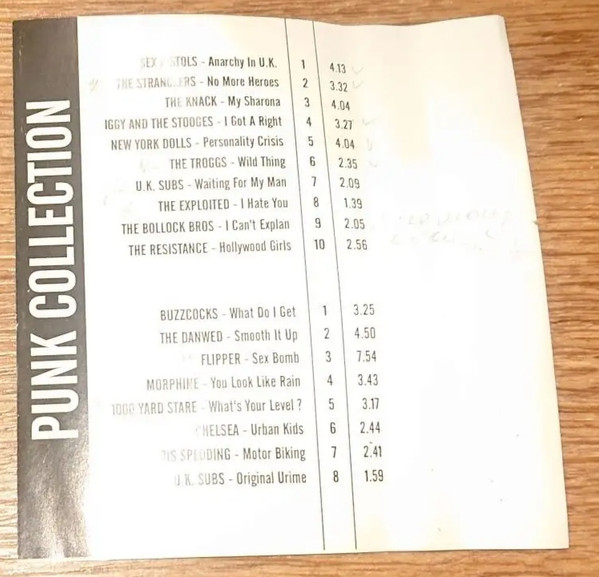 PUNK COLLECTION
SEX STOLS - Anarchy In U.K. 1 4.13
THE STRANGLERS - No More Heroes 2 3.32
THE KNACK - My Sharona 3 4.04
IGGY AND THE STOOGES - I Got A Right 4 3.27
NEW YORK DOLLS - Personality Crisis 5 4.04
THE TROGGS - Wild Thing 6 2.35
U.K. SUBS - Waiting For My Man 7 2.09
THE EXPLOITED - I Hate You 8 1.39
THE BOLLOCK BROS - I Can't Explan 9 2.05
THE RESISTANCE - Hollywood Girls 10 2.56
BUZZCOCKS - What Do I Get 1 3.25
THE DANWED - Smooth It Up 2 4.50
FLIPPER - Sex Bomb 3 7.54
MORPHINE - You Look Like Rain 4 3.43
1000 YARD STARE - What's Your Level ? 5 3.17
CHELSEA - Urban Kids 6 2.44
- Motor Biking 7 2.41
U.K. SUBS - Original Urime 8 1.59